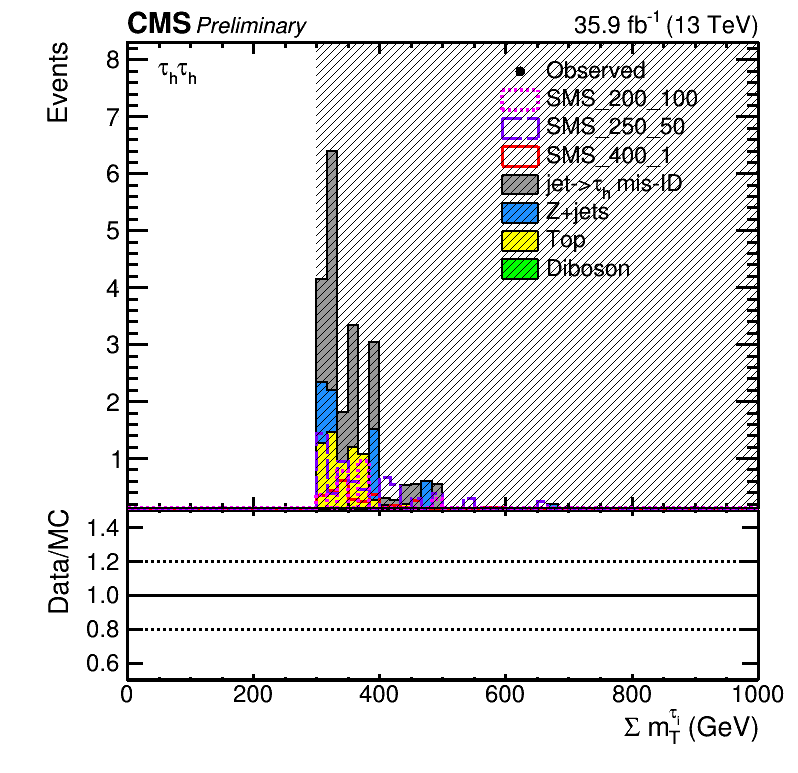 CMS Preliminary 35.9 fb⁻¹ (13 TeV)
Events
τₕτₕ
8
7
6
5
4
3
2
1
Observed
SMS_200_100
SMS_250_50
SMS_400_1
jet->τₕ mis-ID
Z+jets
Top
Diboson
Data/MC
1.4
1.2
1.0
0.8
0.6
0 200 400 600 800 1000
Σ m_T^{τ_i} (GeV)